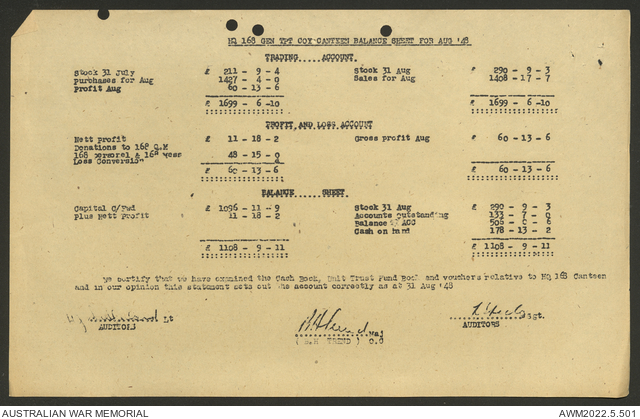 HQ 168 GEN TPT COY CANTEEN BALANCE SHEET FOR AUG '48
TRADING.....ACCOUNT
Stock 31 July £ 211 - 9 - 4 Stock 31 Aug £ 290 - 9 - 3
purchases for Aug 1427 - 4 - 0 Sales for Aug 1408 - 17 - 7
Profit Aug 60 - 13 - 6
£ 1699 - 6 -10 £ 1699 - 6 -10
PROFIT AND LOSS ACCOUNT
Nett profit £ 11 - 18 - 2 Gross profit Aug £ 60 - 13 - 6
Donations to 168 Q.M
168 personel & 168 Mess 48 - 15 - 0
Loss Conversion 4
£ 60 - 13 - 6 £ 60 - 13 - 6
BALANCE SHEET
Capital C/Fwd £ 1096 - 11 - 9 Stock 31 Aug £ 290 - 9 - 3
Plus Nett Profit 11 - 18 - 2 Accounts Outstanding 133 - 7 - 0
Balance ACC 506 - 0 - 6
Cash on hand 178 - 13 - 2
£ 1108 - 9 - 11 £ 1108 - 9 - 11
We certify that we have examined the Cash Book, Unit Trust Fund Book and vouchers relative to HQ 168 Canteen
and in our opinion this statement sets out the account correctly as at 31 Aug '48
Lt
AUDITORS
Maj
( B.H TREND ) O.C
Sgt.
AUDITORS
AUSTRALIAN WAR MEMORIAL AWM2022.5.501